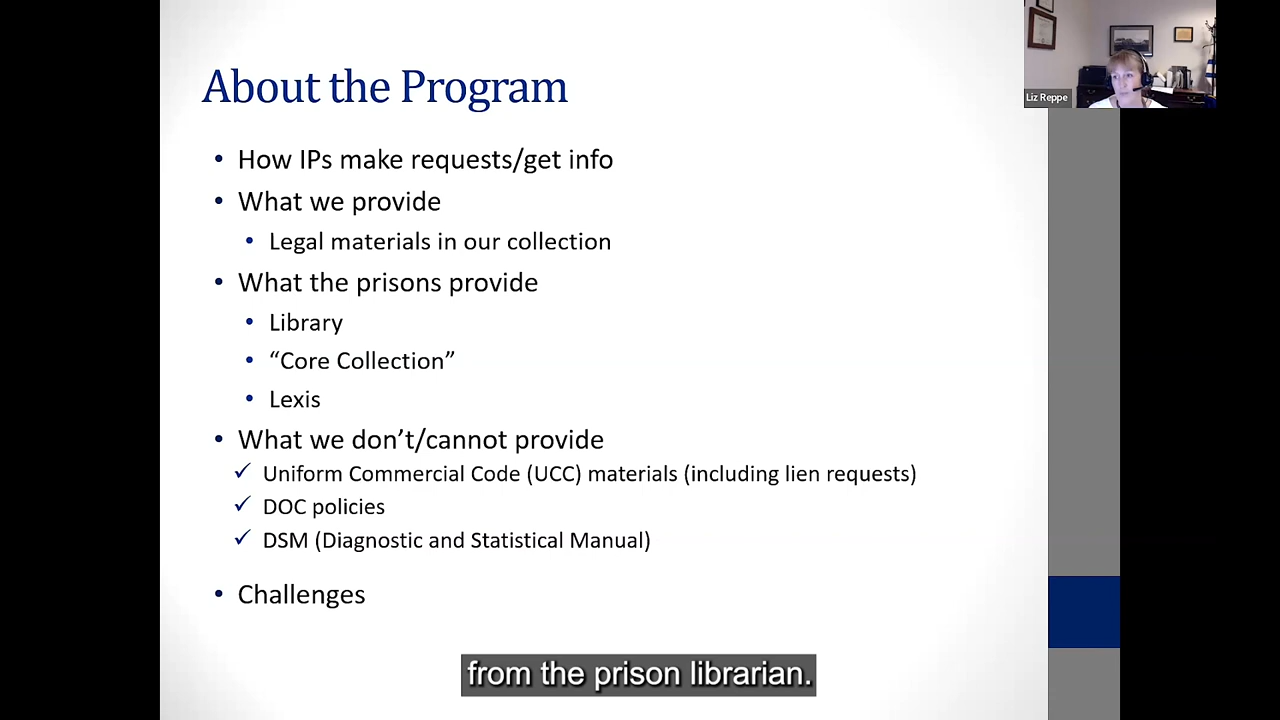 About the Program
Liz Reppe
• How IPs make requests/get info
• What we provide
• Legal materials in our collection
• What the prisons provide
• Library
• “Core Collection”
• Lexis
• What we don’t/cannot provide
✓ Uniform Commercial Code (UCC) materials (including lien requests)
✓ DOC policies
✓ DSM (Diagnostic and Statistical Manual)
• Challenges
from the prison librarian.